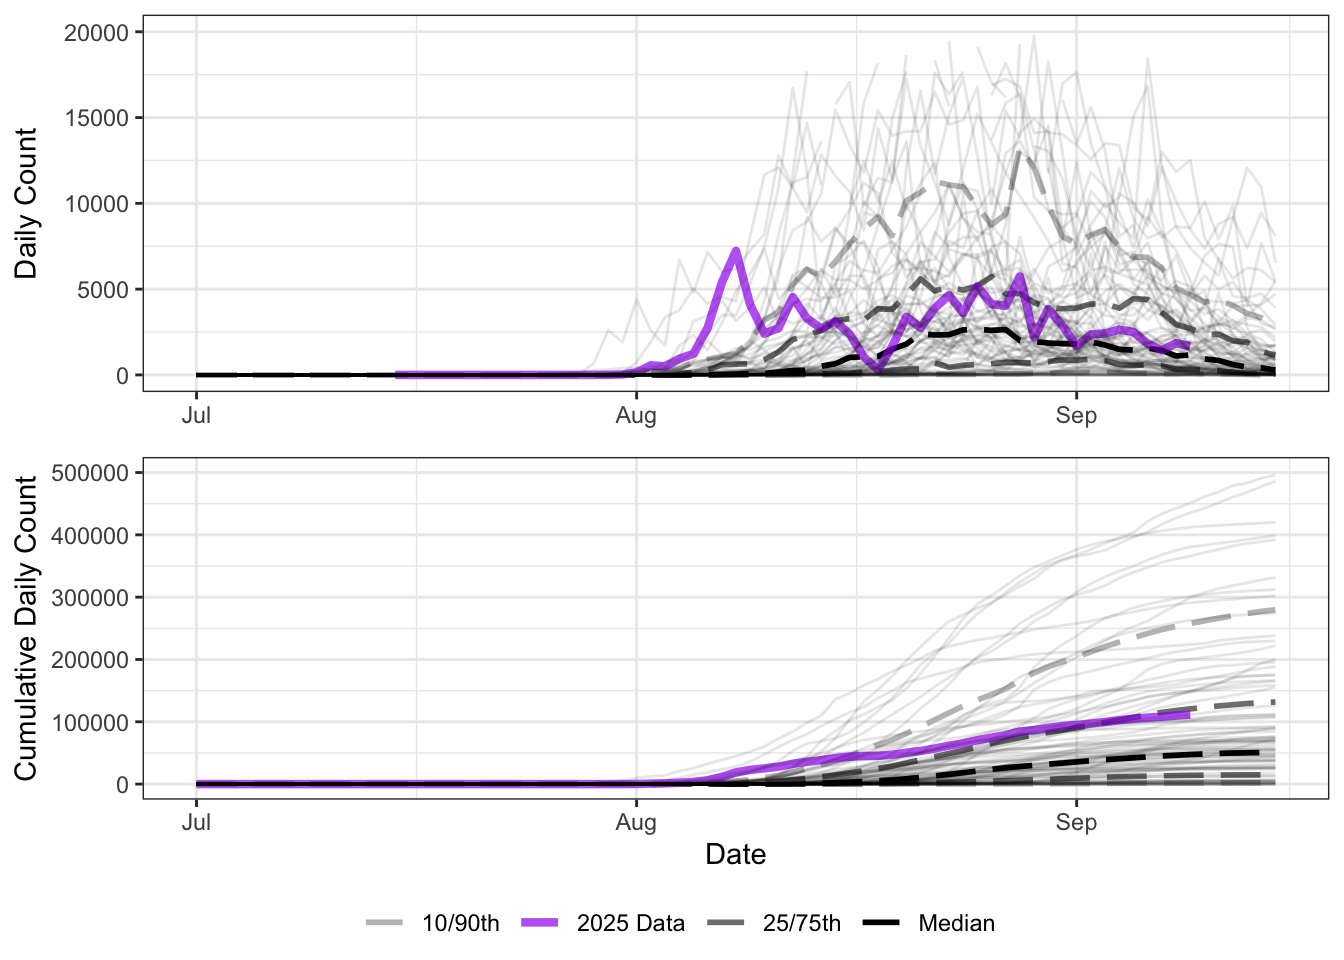 20000
15000
10000
5000
0
Daily Count
Jul Aug Sep
500000
400000
300000
200000
100000
0
Cumulative Daily Count
Jul Aug Sep
Date
10/90th 2025 Data 25/75th Median